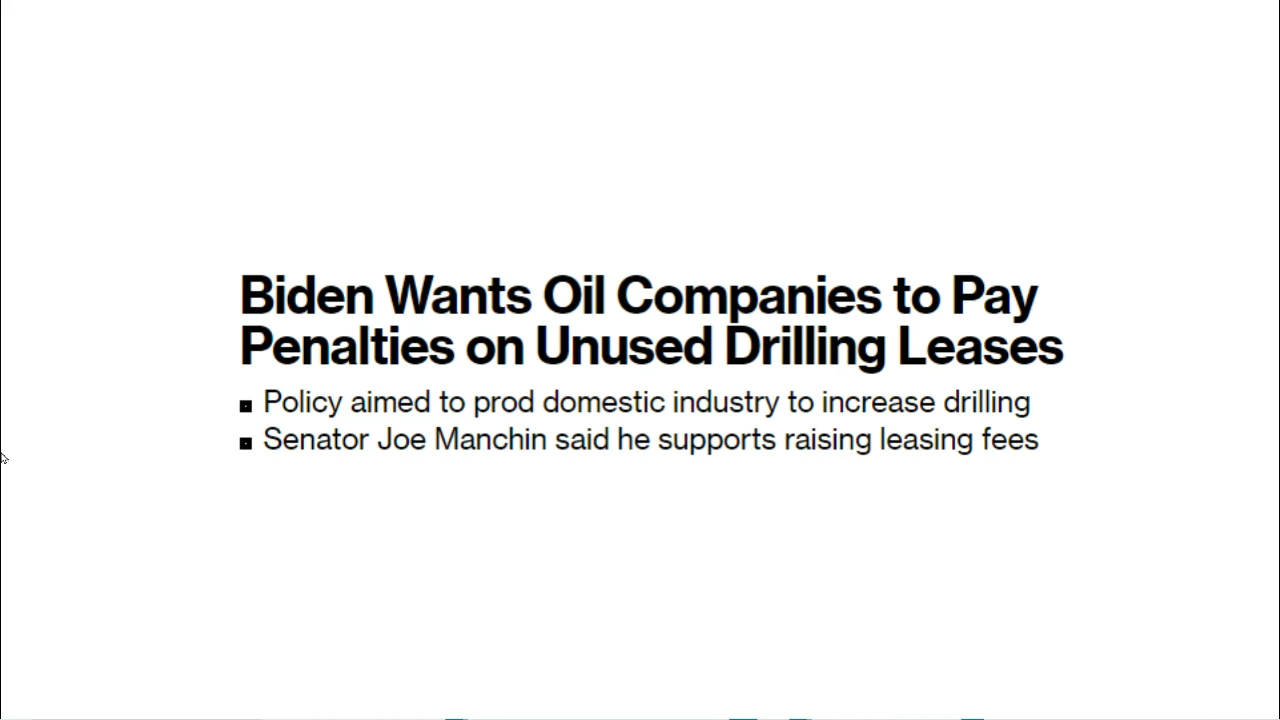 Biden Wants Oil Companies to Pay
Penalties on Unused Drilling Leases
Policy aimed to prod domestic industry to increase drilling
Senator Joe Manchin said he supports raising leasing fees